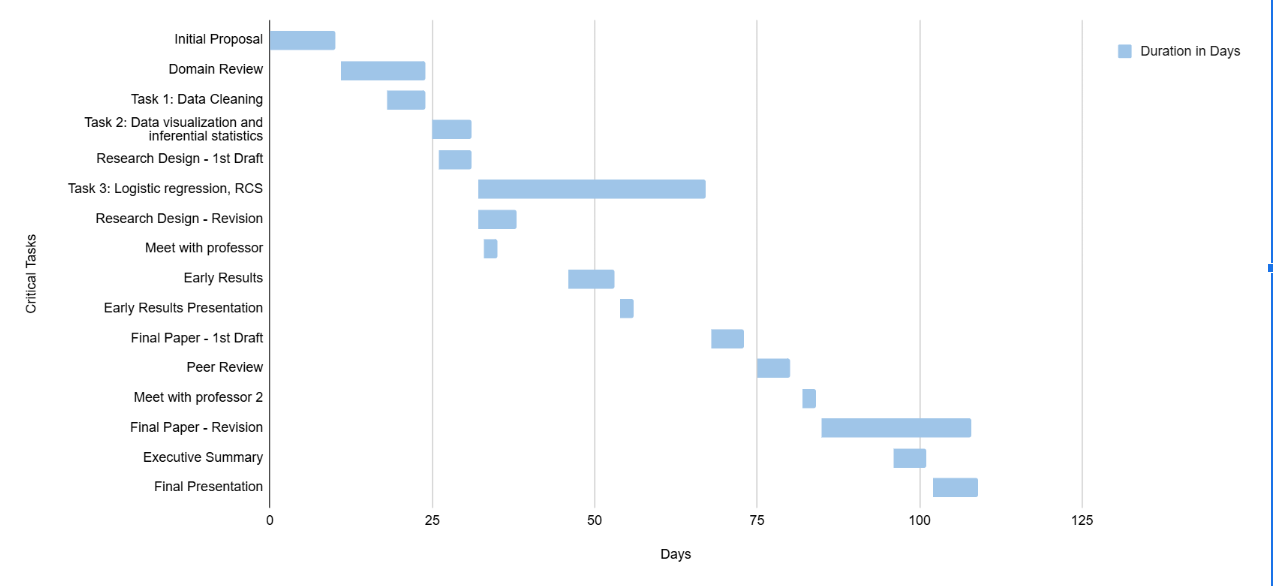 Initial Proposal
Domain Review
Task 1: Data Cleaning
Task 2: Data visualization and
inferential statistics
Research Design - 1st Draft
Task 3: Logistic regression, RCS
Research Design - Revision
Meet with professor
Early Results
Early Results Presentation
Final Paper - 1st Draft
Peer Review
Meet with professor 2
Final Paper - Revision
Executive Summary
Final Presentation
Critical Tasks
0 25 50 75 100 125
Days
Duration in Days